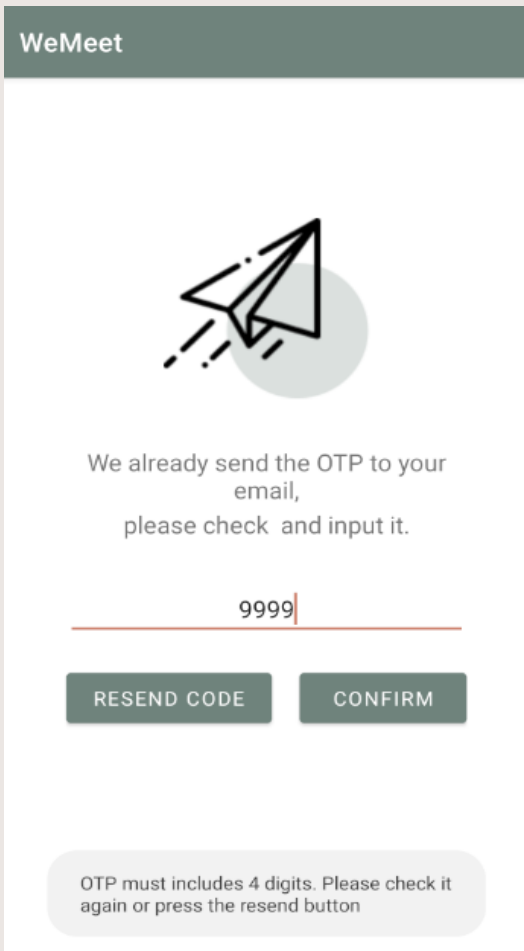 WeMeet
We already send the OTP to your
email,
please check  and input it.
9999
RESEND CODE
CONFIRM
OTP must includes 4 digits. Please check it
again or press the resend button